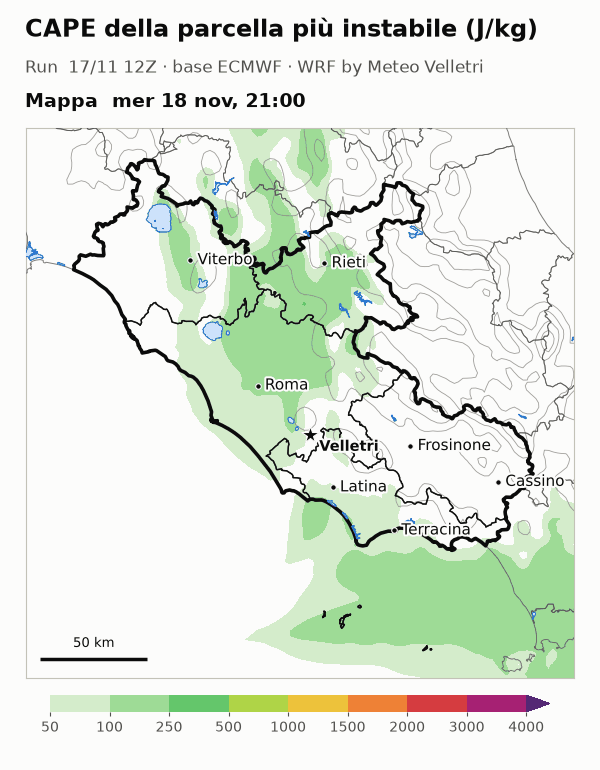 CAPE della parcella più instabile (J/kg)
Run  17/11 12Z · base ECMWF · WRF by Meteo Velletri
Mappa  mer 18 nov, 21:00
Viterbo
Rieti
Roma
Velletri
Frosinone
Latina
Cassino
Terracina
50 km
50 100 250 500 1000 1500 2000 3000 4000